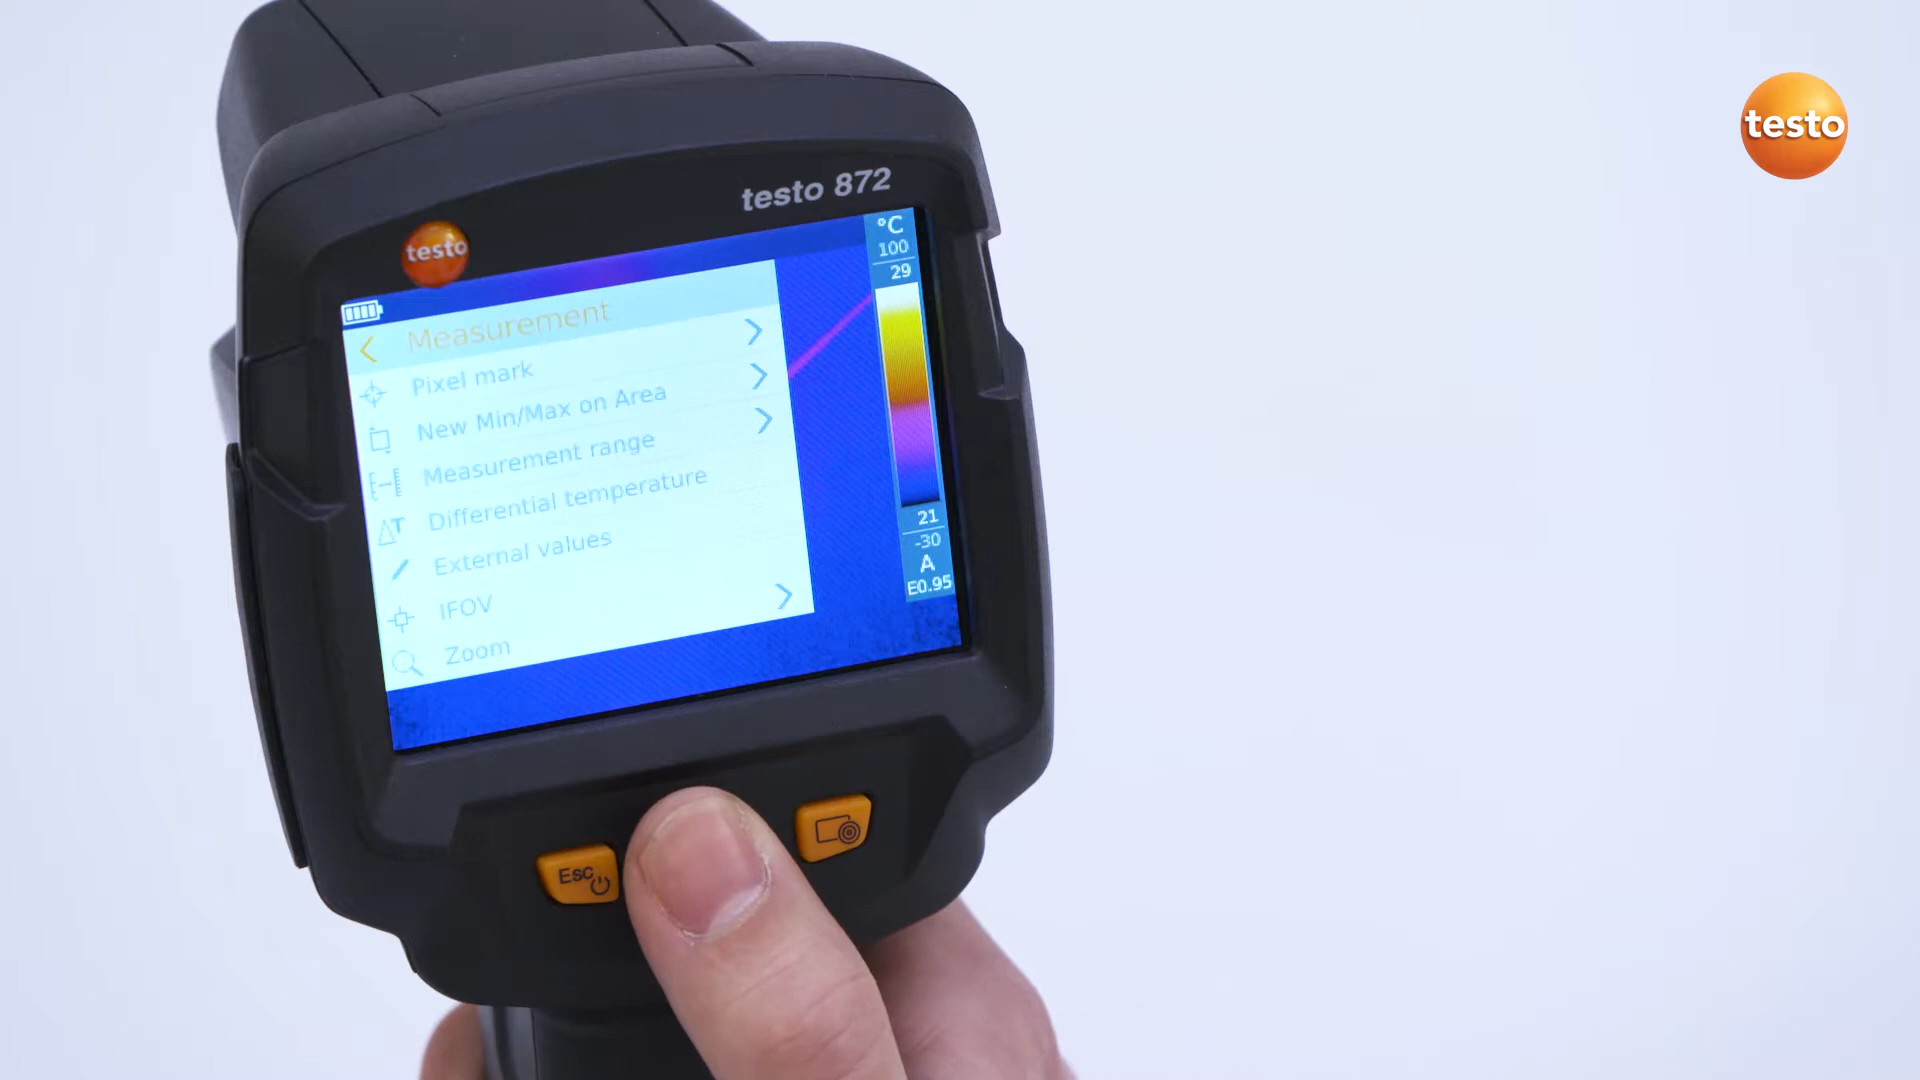 testo
testo 872
testo
°C
100
29
Measurement
Pixel mark
New Min/Max on Area
Measurement range
Differential temperature
External values
IFOV
Zoom
21
-30
A
E0.95
Esc